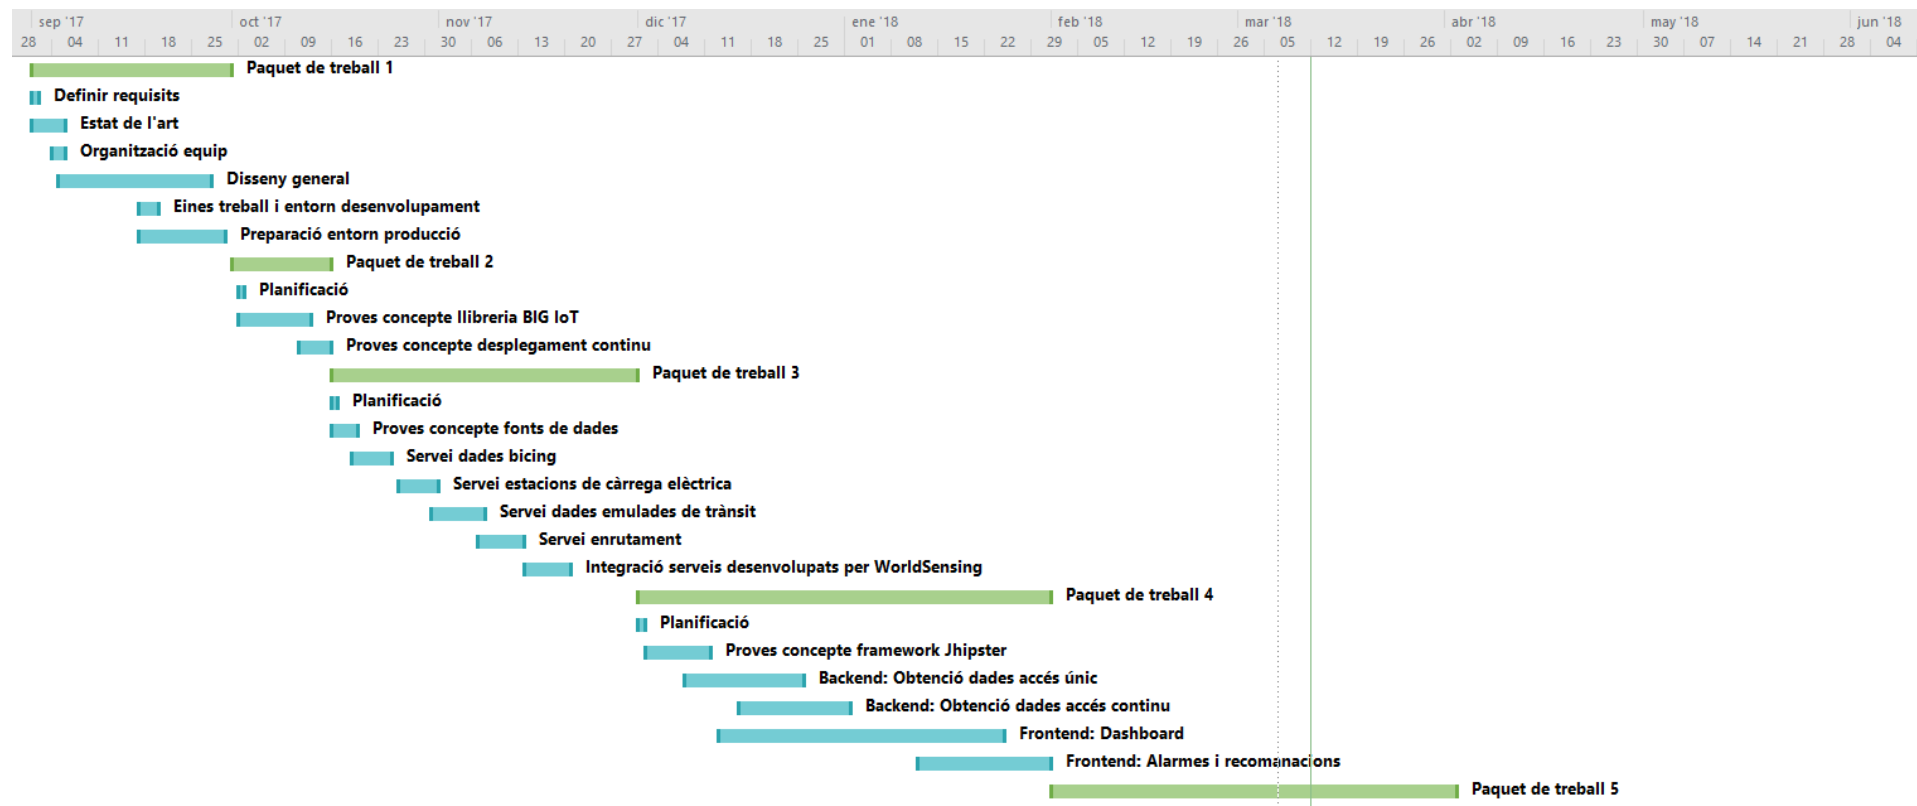 sep '17 oct '17 nov '17 dic '17 ene '18 feb '18 mar '18 abr '18 may '18 jun '18
28 04 11 18 25 02 09 16 23 30 06 13 20 27 04 11 18 25 01 08 15 22 29 05 12 19 26 05 12 19 26 02 09 16 23 30 07 14 21 28 04
Paquet de treball 1
Definir requisits
Estat de l'art
Organització equip
Disseny general
Eines treball i entorn desenvolupament
Preparació entorn producció
Paquet de treball 2
Planificació
Proves concepte llibreria BIG IoT
Proves concepte desplegament continu
Paquet de treball 3
Planificació
Proves concepte fonts de dades
Servei dades bicing
Servei estacions de càrrega elèctrica
Servei dades emulades de trànsit
Servei enrutament
Integració serveis desenvolupats per WorldSensing
Paquet de treball 4
Planificació
Proves concepte framework Jhipster
Backend: Obtenció dades accés únic
Backend: Obtenció dades accés continu
Frontend: Dashboard
Frontend: Alarmes i recomanacions
Paquet de treball 5